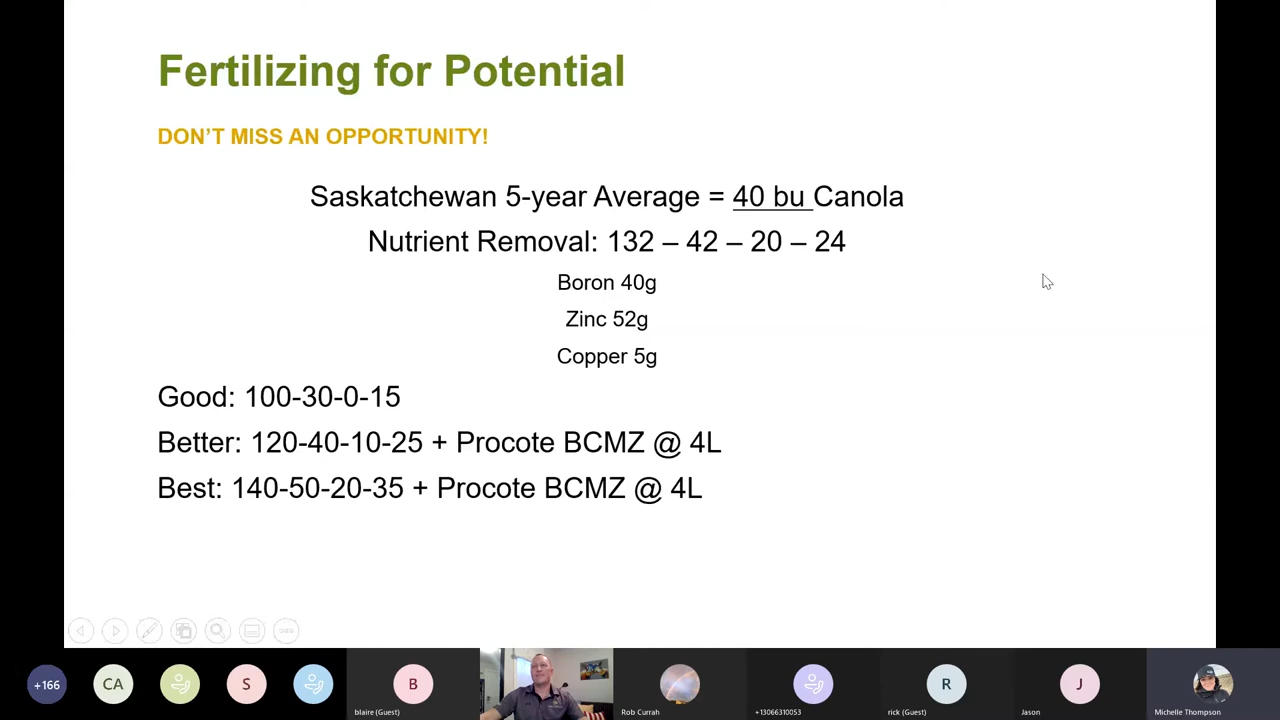 Fertilizing for Potential
DON'T MISS AN OPPORTUNITY!
Saskatchewan 5-year Average = 40 bu Canola
Nutrient Removal: 132 – 42 – 20 – 24
Boron 40g
Zinc 52g
Copper 5g
Good: 100-30-0-15
Better: 120-40-10-25 + Procote BCMZ @ 4L
Best: 140-50-20-35 + Procote BCMZ @ 4L
+166
CA
S
B
R
J
blaire (Guest)
Rob Currah
+13066310053
rick (Guest)
Jason
Michelle Thompson